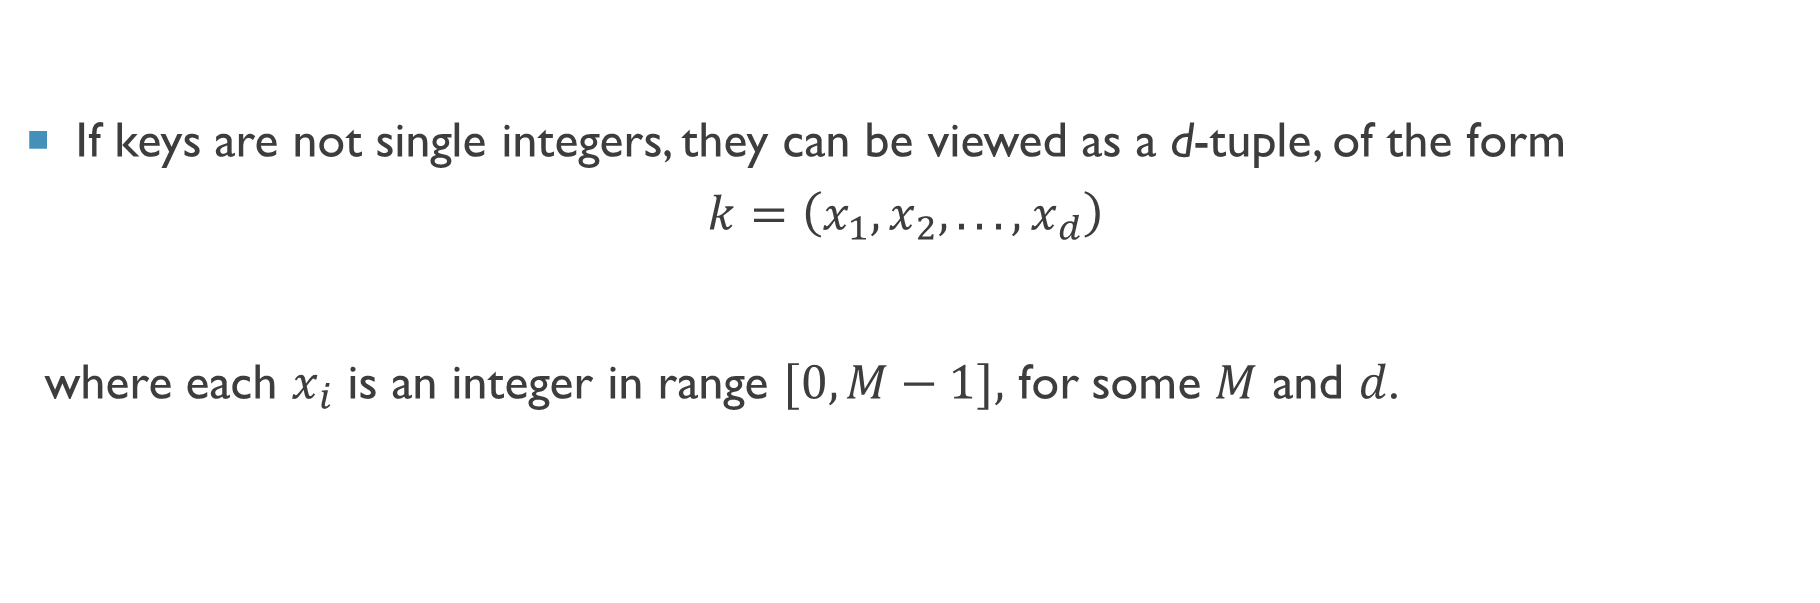 ▪ If keys are not single integers, they can be viewed as a d-tuple, of the form
k = (x₁, x₂, . . . , x_d)
where each xᵢ is an integer in range [0, M − 1], for some M and d.